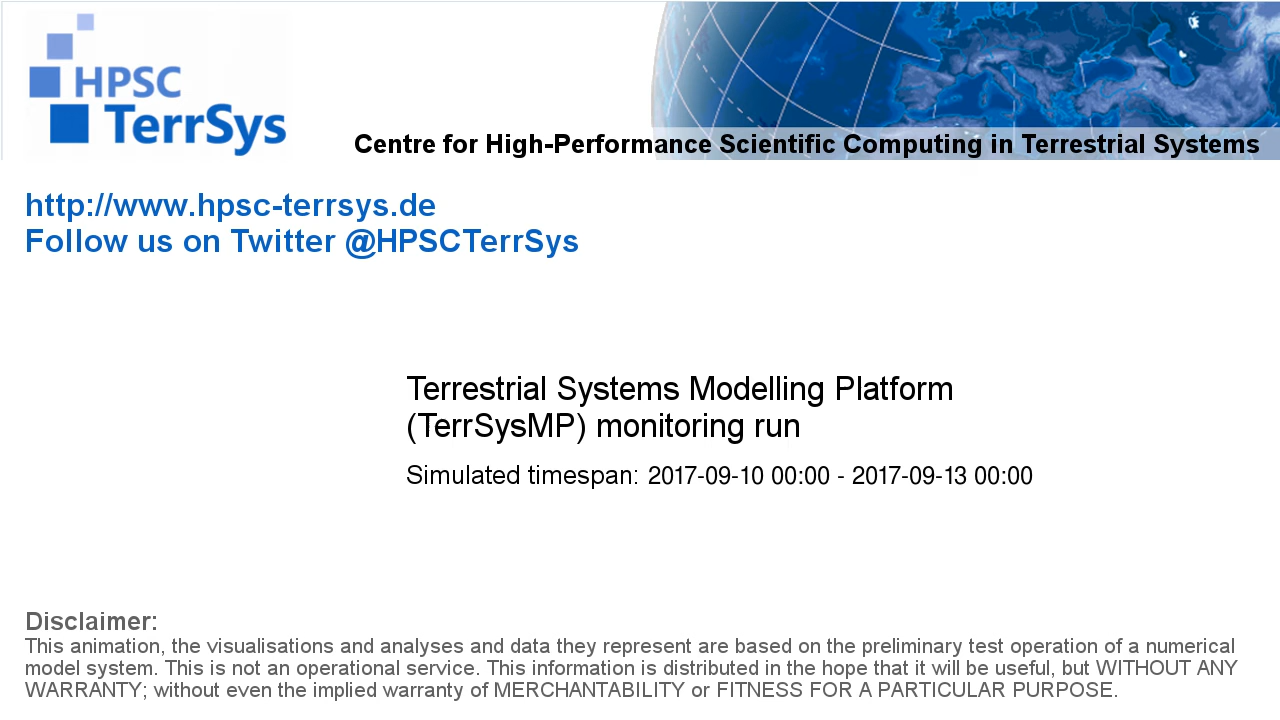 HPSC
TerrSys
Centre for High-Performance Scientific Computing in Terrestrial Systems
http://www.hpsc-terrsys.de
Follow us on Twitter @HPSCTerrSys
Terrestrial Systems Modelling Platform
(TerrSysMP) monitoring run
Simulated timespan: 2017-09-10 00:00 - 2017-09-13 00:00
Disclaimer:
This animation, the visualisations and analyses and data they represent are based on the preliminary test operation of a numerical
model system. This is not an operational service. This information is distributed in the hope that it will be useful, but WITHOUT ANY
WARRANTY; without even the implied warranty of MERCHANTABILITY or FITNESS FOR A PARTICULAR PURPOSE.